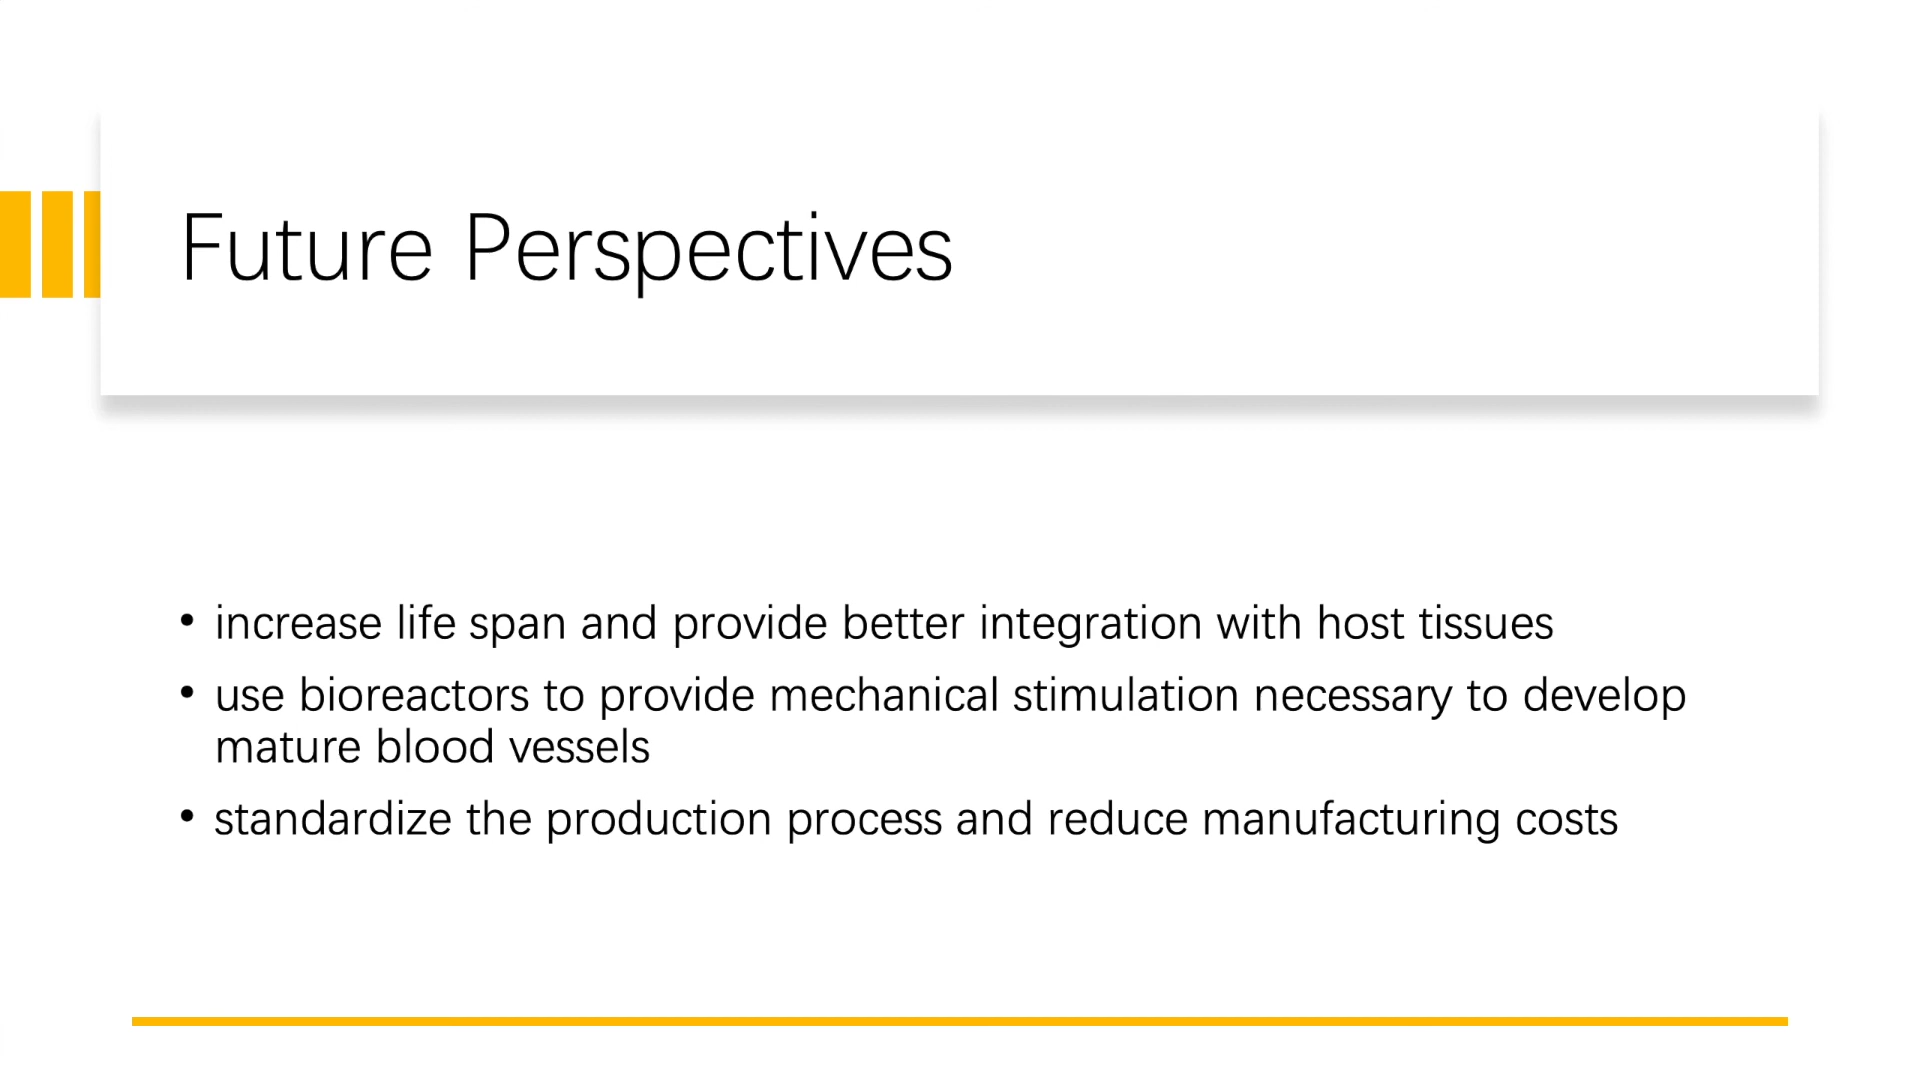 Future Perspectives
• increase life span and provide better integration with host tissues
• use bioreactors to provide mechanical stimulation necessary to develop
mature blood vessels
• standardize the production process and reduce manufacturing costs